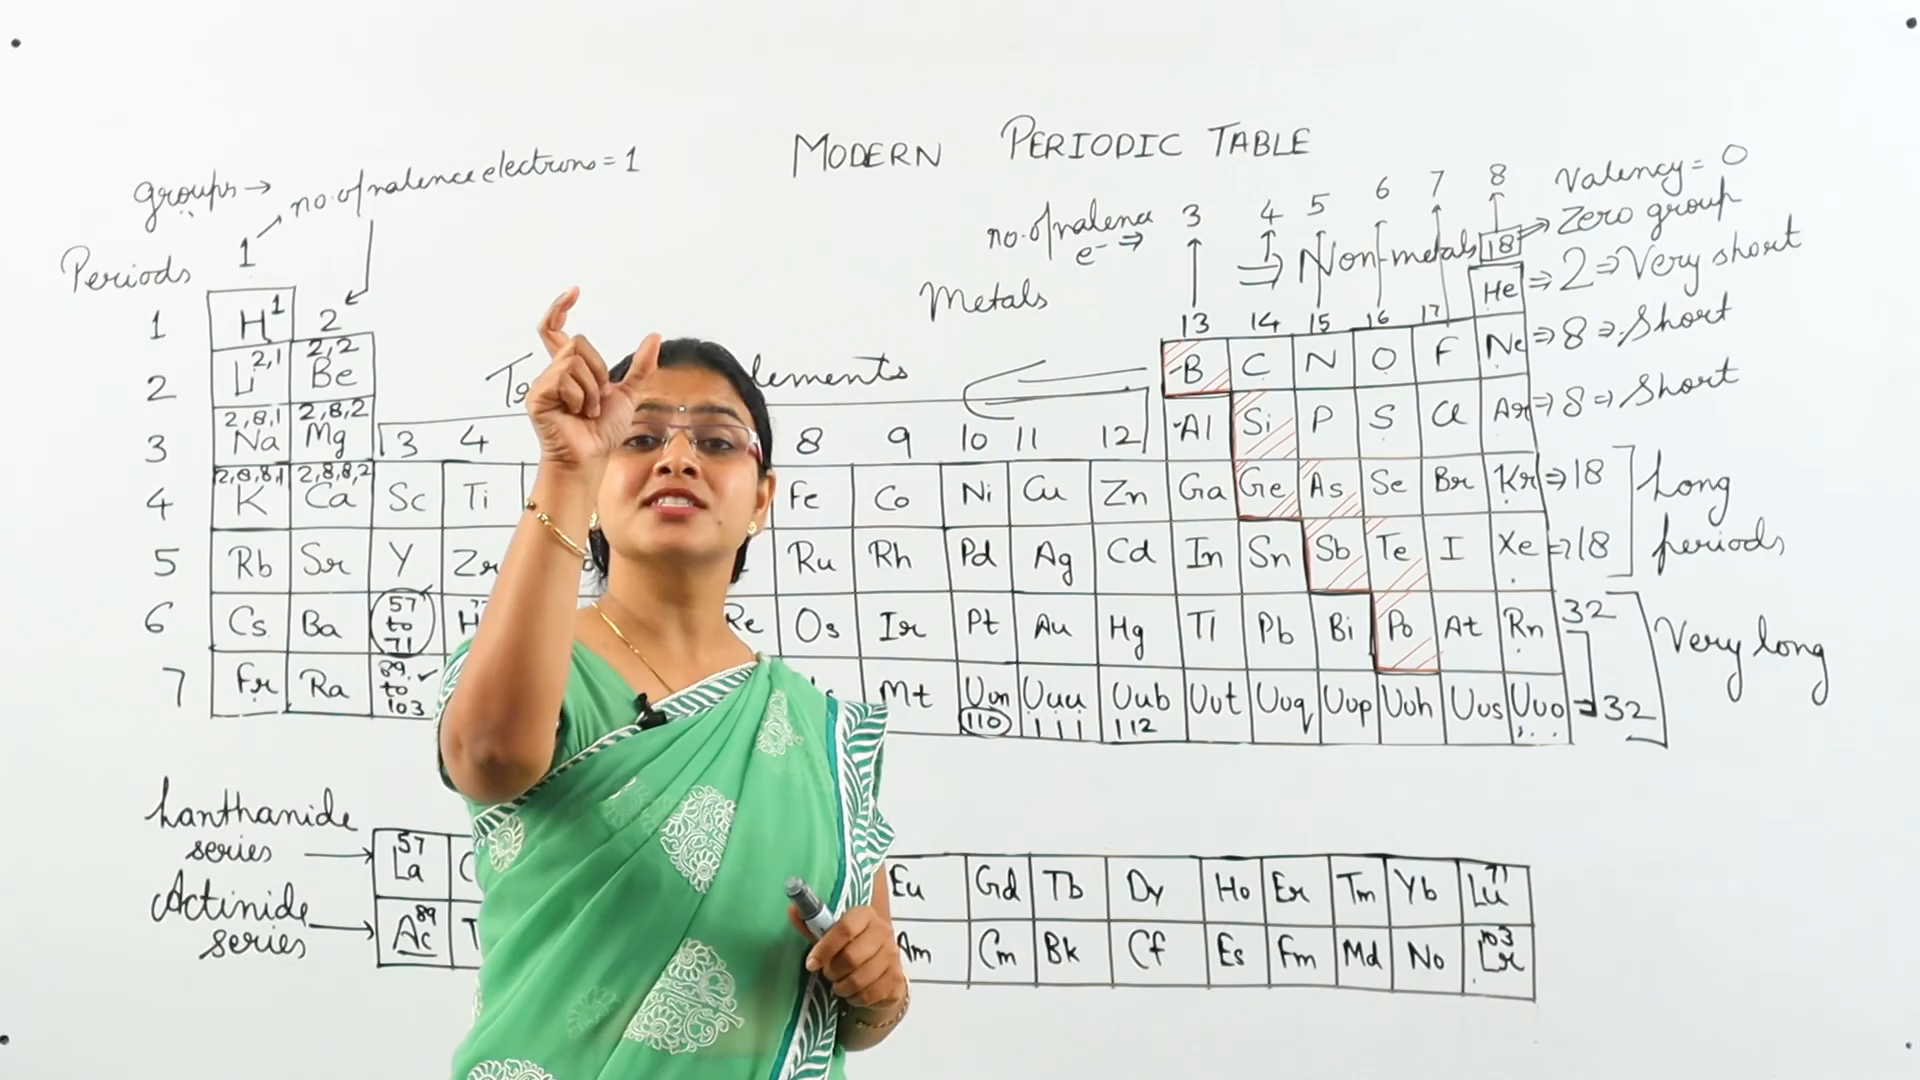 MODERN PERIODIC TABLE
groups → no. of valence electrons = 1
Valency = 0
3 4 5 6 7 8
no. of valence e⁻ ⇒
Zero group
Periods 1
Metals ⇒ Non-metals 18
1 H¹ 2 13 14 15 16 17 He ⇒ 2 ⇒ Very short
lements
2 Li 2,1 Be 2,2 B C N O F Ne ⇒ 8 ⇒ Short
3 Na 2,8,1 Mg 2,8,2 3 4 8 9 10 11 12 Al Si P S Cl Ar ⇒ 8 ⇒ Short
4 K 2,8,8,1 Ca 2,8,8,2 Sc Ti Fe Co Ni Cu Zn Ga Ge As Se Br Kr ⇒ 18
Long periods
5 Rb Sr Y Zr Ru Rh Pd Ag Cd In Sn Sb Te I Xe ⇒ 18
6 Cs Ba 57 to 71 Re Os Ir Pt Au Hg Tl Pb Bi Po At Rn 32
Very long
7 Fr Ra 89 to 103 Mt Uun 110 Uuu 111 Uub 112 Uut Uuq Uup Uuh Uus Uuo 32
Lanthanide series → 57 La Eu Gd Tb Dy Ho Er Tm Yb Lu 71
Actinide series → Ac 89 Am Cm Bk Cf Es Fm Md No Lr 103